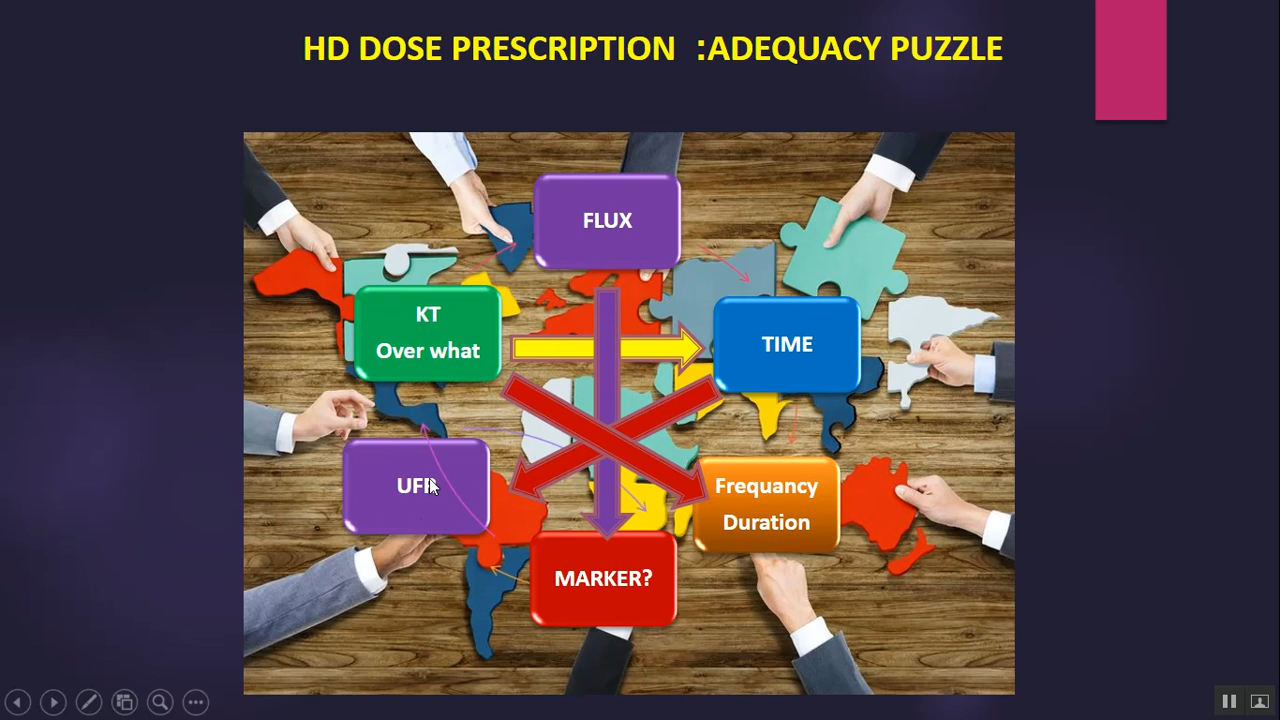 HD DOSE PRESCRIPTION  :ADEQUACY PUZZLE
FLUX
KT
Over what
TIME
UFR
Frequancy
Duration
MARKER?